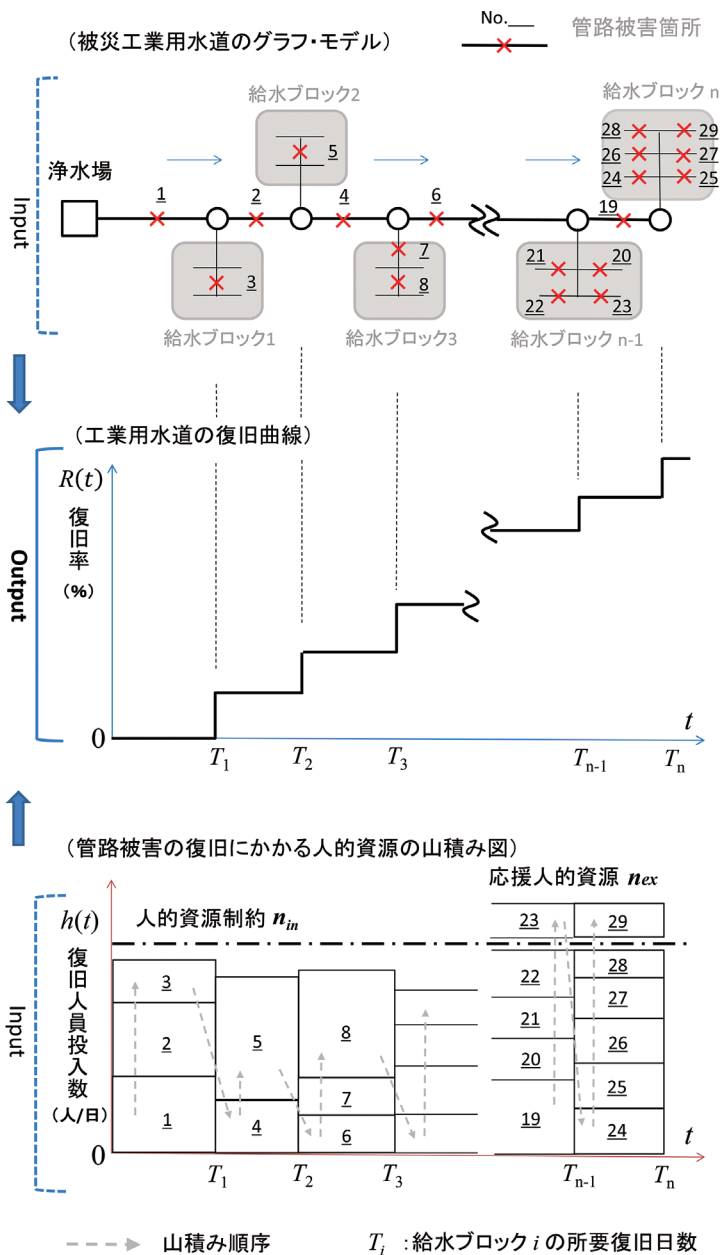 No.___
（被災工業用水道のグラフ・モデル）
管路被害箇所
Input
浄水場
給水ブロック1
給水ブロック2
給水ブロック3
給水ブロック n-1
給水ブロック n
1
2
3
4
5
6
7
8
19
20
21
22
23
24
25
26
27
28
29
（工業用水道の復旧曲線）
Output
R(t)
復旧率
(%)
0
T1
T2
T3
Tn-1
Tn
t
（管路被害の復旧にかかる人的資源の山積み図）
Input
h(t)
復旧人員投入数
(人/日)
人的資源制約 nin
応援人的資源 nex
3
2
1
5
4
8
7
6
23
22
21
20
19
29
28
27
26
25
24
0
T1
T2
T3
Tn-1
Tn
t
山積み順序
Ti ：給水ブロック i の所要復旧日数